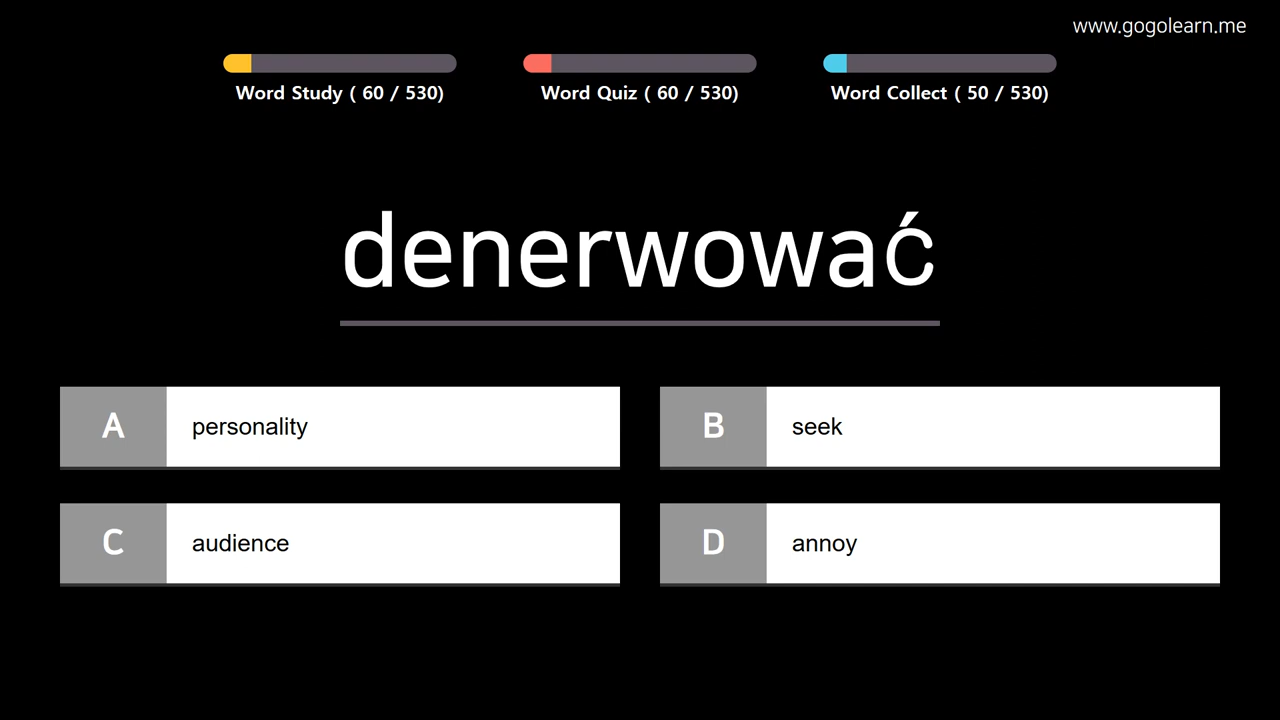 www.gogolearn.me
Word Study ( 60 / 530)
Word Quiz ( 60 / 530)
Word Collect ( 50 / 530)
denerwować
A personality
B seek
C audience
D annoy